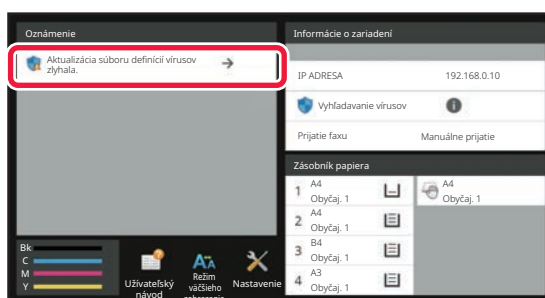 Oznámenie
Aktualizácia súboru definícií vírusov
zlyhala.
Informácie o zariadení
IP ADRESA 192.168.0.10
Vyhľadavanie vírusov
Prijatie faxu Manuálne prijatie
Zásobník papiera
1 A4
Obyčaj. 1
A4
Obyčaj. 1
2 A4
Obyčaj. 1
3 B4
Obyčaj. 1
4 A3
Obyčaj. 1
Bk
C
M
Y
Užívateľský
návod
Režim
väčšieho
zobrazenia
Nastavenie